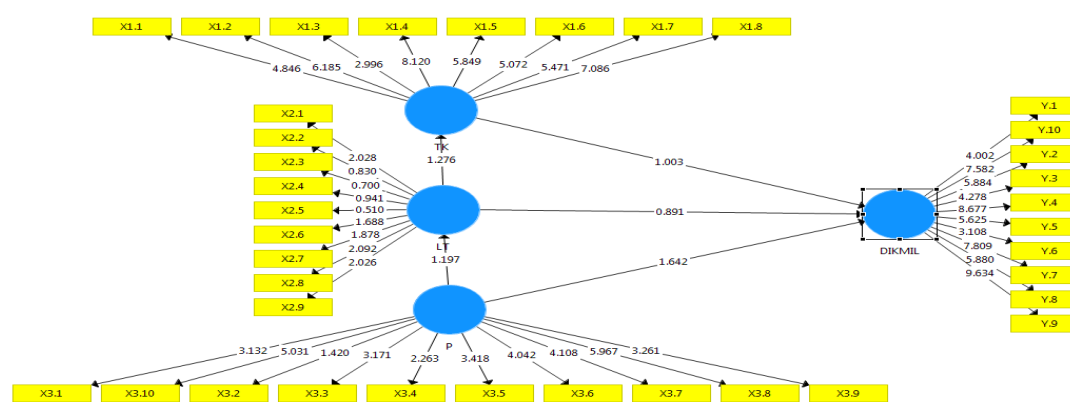 X1.1 X1.2 X1.3 X1.4 X1.5 X1.6 X1.7 X1.8
4.846 6.185 2.996 8.120 5.849 5.072 5.471 7.086
TK
1.276
X2.1
X2.2
X2.3
X2.4
X2.5
X2.6
X2.7
X2.8
X2.9
2.028
0.830
0.700
0.941
0.510
1.688
1.878
2.092
2.026
LT
1.197
1.003
0.891
1.642
Y.1
Y.10
Y.2
Y.3
Y.4
Y.5
Y.6
Y.7
Y.8
Y.9
4.002
7.582
5.884
4.278
8.677
5.625
3.108
7.809
5.880
9.634
DIKMIL
P
3.132 5.031 1.420 3.171 2.263 3.418 4.042 4.108 5.967 3.261
X3.1 X3.10 X3.2 X3.3 X3.4 X3.5 X3.6 X3.7 X3.8 X3.9